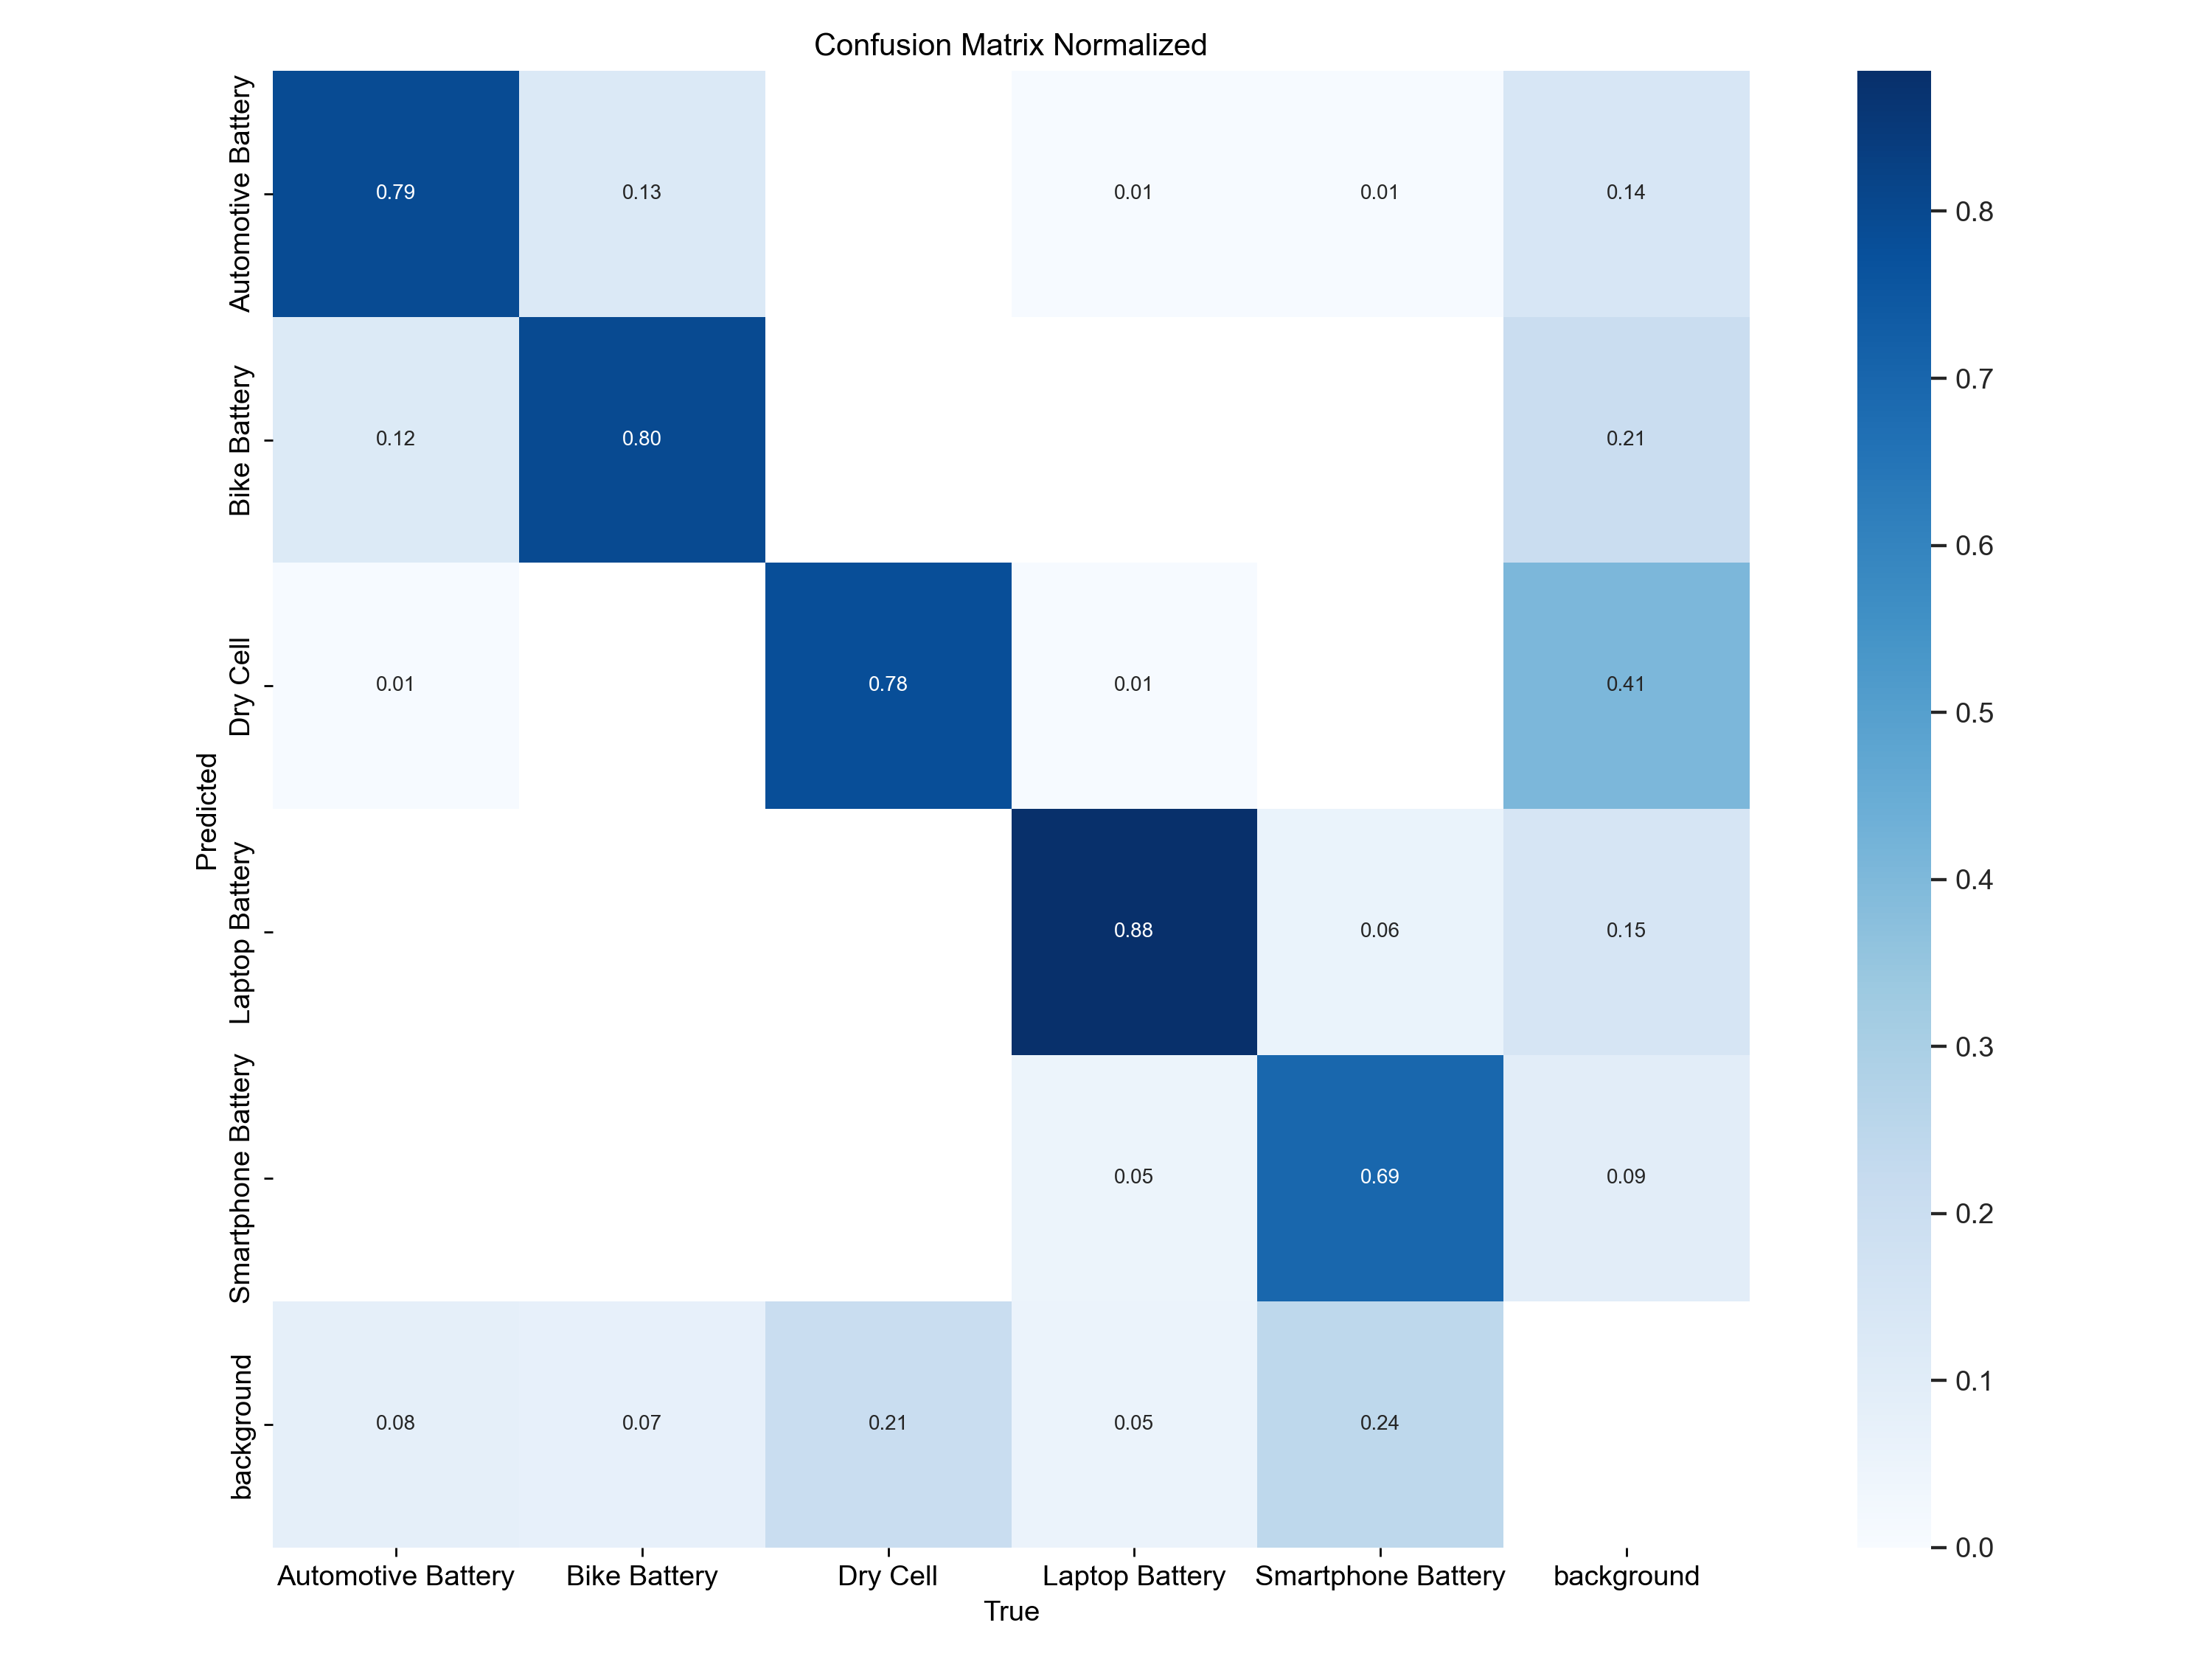 Confusion Matrix Normalized
Automotive Battery
0.79 0.13 0.01 0.01 0.14
Bike Battery
0.12 0.80 0.21
Dry Cell
0.01 0.78 0.01 0.41
Laptop Battery
0.88 0.06 0.15
Smartphone Battery
0.05 0.69 0.09
background
0.08 0.07 0.21 0.05 0.24
Predicted
Automotive Battery Bike Battery Dry Cell Laptop Battery Smartphone Battery background
True
0.8
0.7
0.6
0.5
0.4
0.3
0.2
0.1
0.0